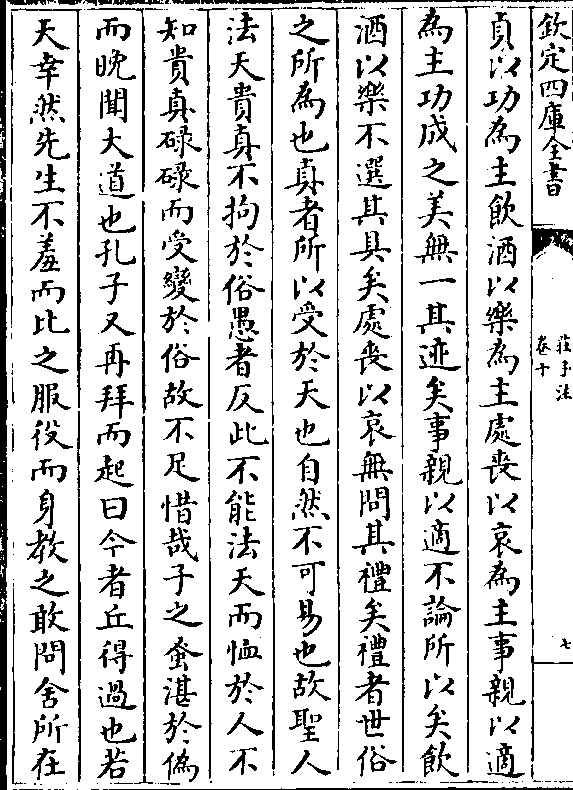 欽定四庫全書
莊子注
卷十
七
貞以功為主飲酒以樂為主處喪以哀為主事親以適
為主功成之美無一其迹矣事親以適不論所以矣飲
酒以樂不選其具矣處喪以哀無問其禮矣禮者世俗
之所為也真者所以受於天也自然不可易也故聖人
法天貴真不拘於俗愚者反此不能法天而恤於人不
知貴真碌碌而受變於俗故不足惜哉子之蚤湛於偽
而晚聞大道也孔子又再拜而起曰今者丘得過也若
天幸然先生不羞而比之服役而身教之敢問舍所在